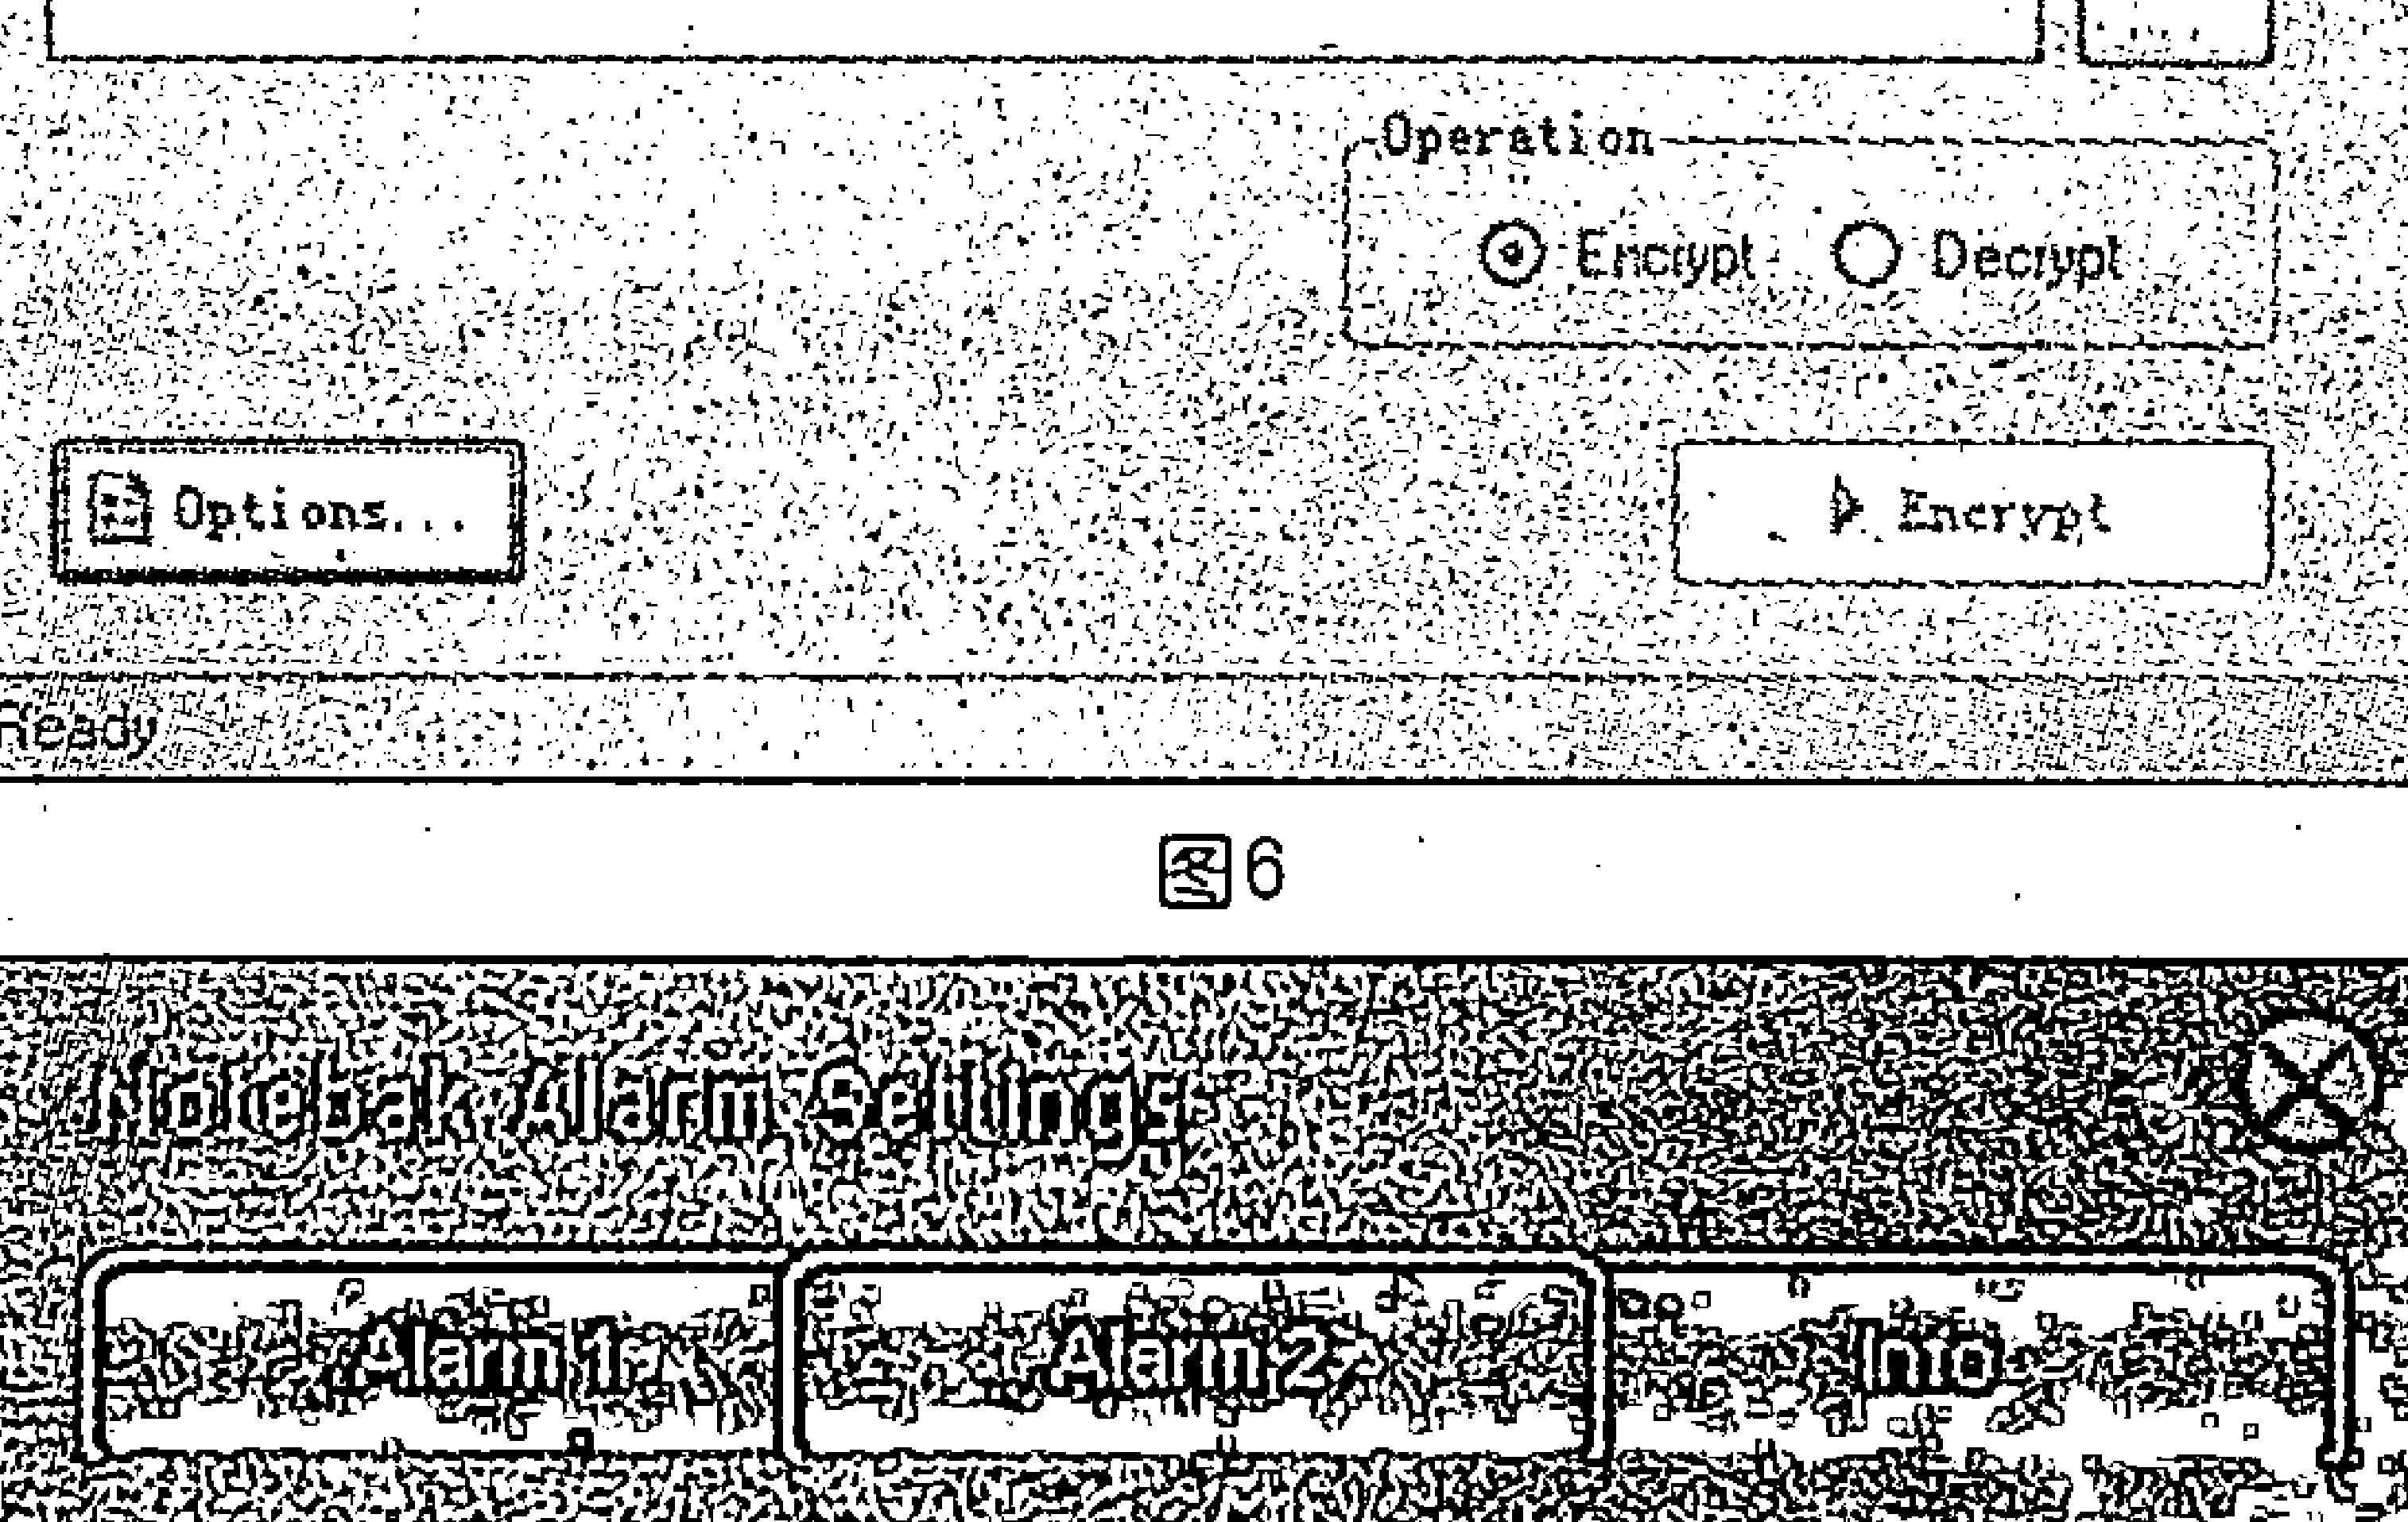 Operation
Encrypt Decrypt
Options... Encrypt
Ready
图6
Notebak Alarm Settings
Alarm 1 Alarm 2 Info